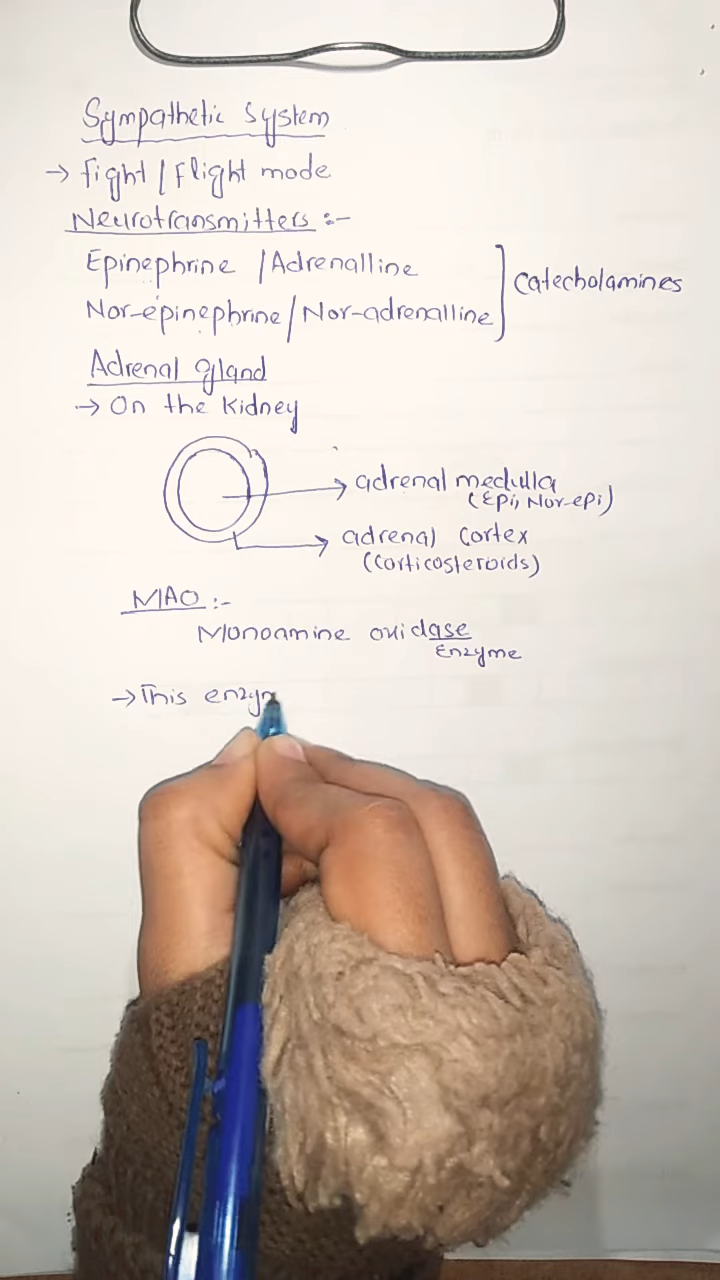 Sympathetic System
→ fight / Flight mode
Neurotransmitters :-
Epinephrine / Adrenalline
Nor-epinephrine / Nor-adrenalline
Catecholamines
Adrenal gland
→ On the kidney
adrenal medulla
(Epi, Nor-epi)
adrenal cortex
(Corticosteroids)
MAO :-
Monoamine oxidase
Enzyme
→ This enzym